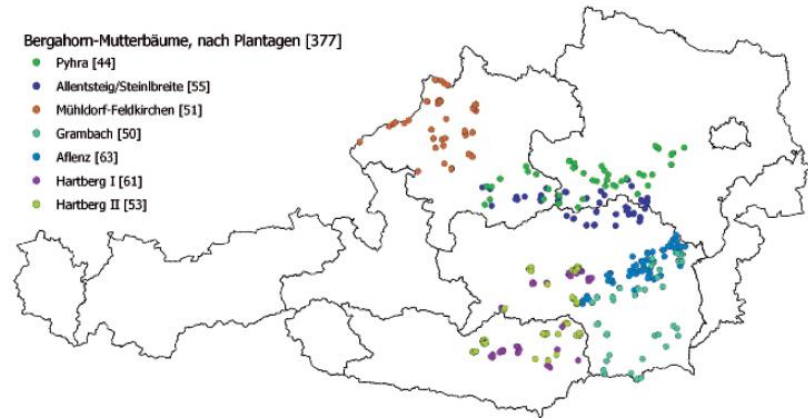 Bergahorn-Mutterbäume, nach Plantagen [377]
Pyhra [44]
Allentsteig/Steinlbreite [55]
Mühldorf-Feldkirchen [51]
Grambach [50]
Aflenz [63]
Hartberg I [61]
Hartberg II [53]